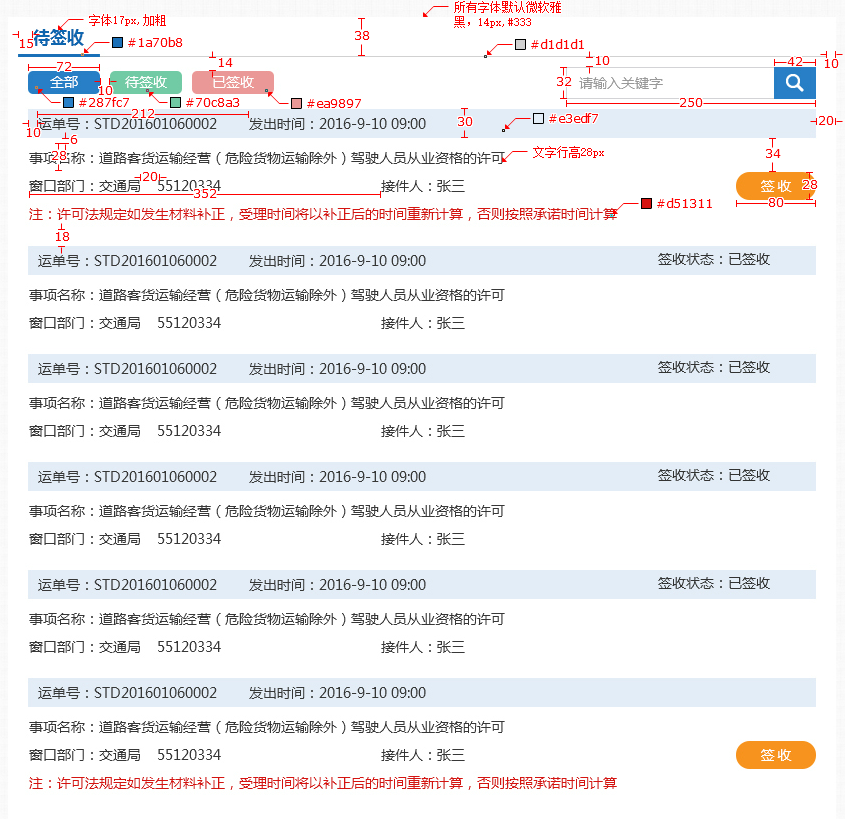 所有字体默认微软雅
黑，14px,#333
字体17px,加粗
待签收
15
#1a70b8
38
#d1d1d1
14
10
10
72
42
全部
待签收
已签收
32
请输入关键字
10
#287fc7
#70c8a3
#ea9897
250
212
运单号：STD201601060002 发出时间：2016-9-10 09:00
30
#e3edf7
20
10
6
事项名称：道路客货运输经营（危险货物运输除外）驾驶人员从业资格的许可
28
文字行高28px
34
20
窗口部门：交通局 55120334 接件人：张三
签收
28
352
80
#d51311
注：许可法规定如发生材料补正，受理时间将以补正后的时间重新计算，否则按照承诺时间计算
18
运单号：STD201601060002 发出时间：2016-9-10 09:00 签收状态：已签收
事项名称：道路客货运输经营（危险货物运输除外）驾驶人员从业资格的许可
窗口部门：交通局 55120334 接件人：张三
运单号：STD201601060002 发出时间：2016-9-10 09:00 签收状态：已签收
事项名称：道路客货运输经营（危险货物运输除外）驾驶人员从业资格的许可
窗口部门：交通局 55120334 接件人：张三
运单号：STD201601060002 发出时间：2016-9-10 09:00 签收状态：已签收
事项名称：道路客货运输经营（危险货物运输除外）驾驶人员从业资格的许可
窗口部门：交通局 55120334 接件人：张三
运单号：STD201601060002 发出时间：2016-9-10 09:00 签收状态：已签收
事项名称：道路客货运输经营（危险货物运输除外）驾驶人员从业资格的许可
窗口部门：交通局 55120334 接件人：张三
运单号：STD201601060002 发出时间：2016-9-10 09:00
事项名称：道路客货运输经营（危险货物运输除外）驾驶人员从业资格的许可
窗口部门：交通局 55120334 接件人：张三
签收
注：许可法规定如发生材料补正，受理时间将以补正后的时间重新计算，否则按照承诺时间计算